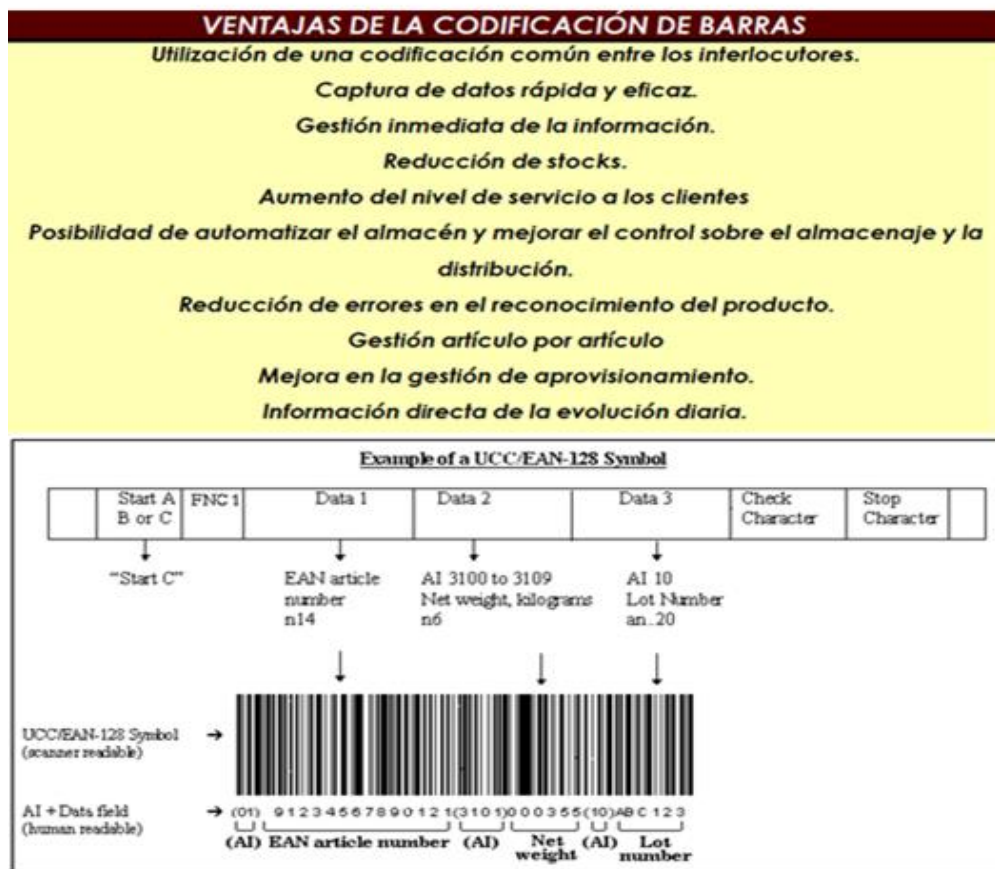 VENTAJAS DE LA CODIFICACIÓN DE BARRAS
Utilización de una codificación común entre los interlocutores.
Captura de datos rápida y eficaz.
Gestión inmediata de la información.
Reducción de stocks.
Aumento del nivel de servicio a los clientes
Posibilidad de automatizar el almacén y mejorar el control sobre el almacenaje y la
distribución.
Reducción de errores en el reconocimiento del producto.
Gestión artículo por artículo
Mejora en la gestión de aprovisionamiento.
Información directa de la evolución diaria.
Example of a UCC/EAN-128 Symbol
Start A
B or C
FNC 1
Data 1
Data 2
Data 3
Check
Character
Stop
Character
"Start C"
EAN article
number
n14
AI 3100 to 3109
Net weight, kilograms
n6
AI 10
Lot Number
an..20
UCC/EAN-128 Symbol
(scanner readable)
AI + Data field
(human readable)
(01) 91234567890121(3101)000355(10)ABC123
(AI) EAN article number (AI) Net weight (AI) Lot number